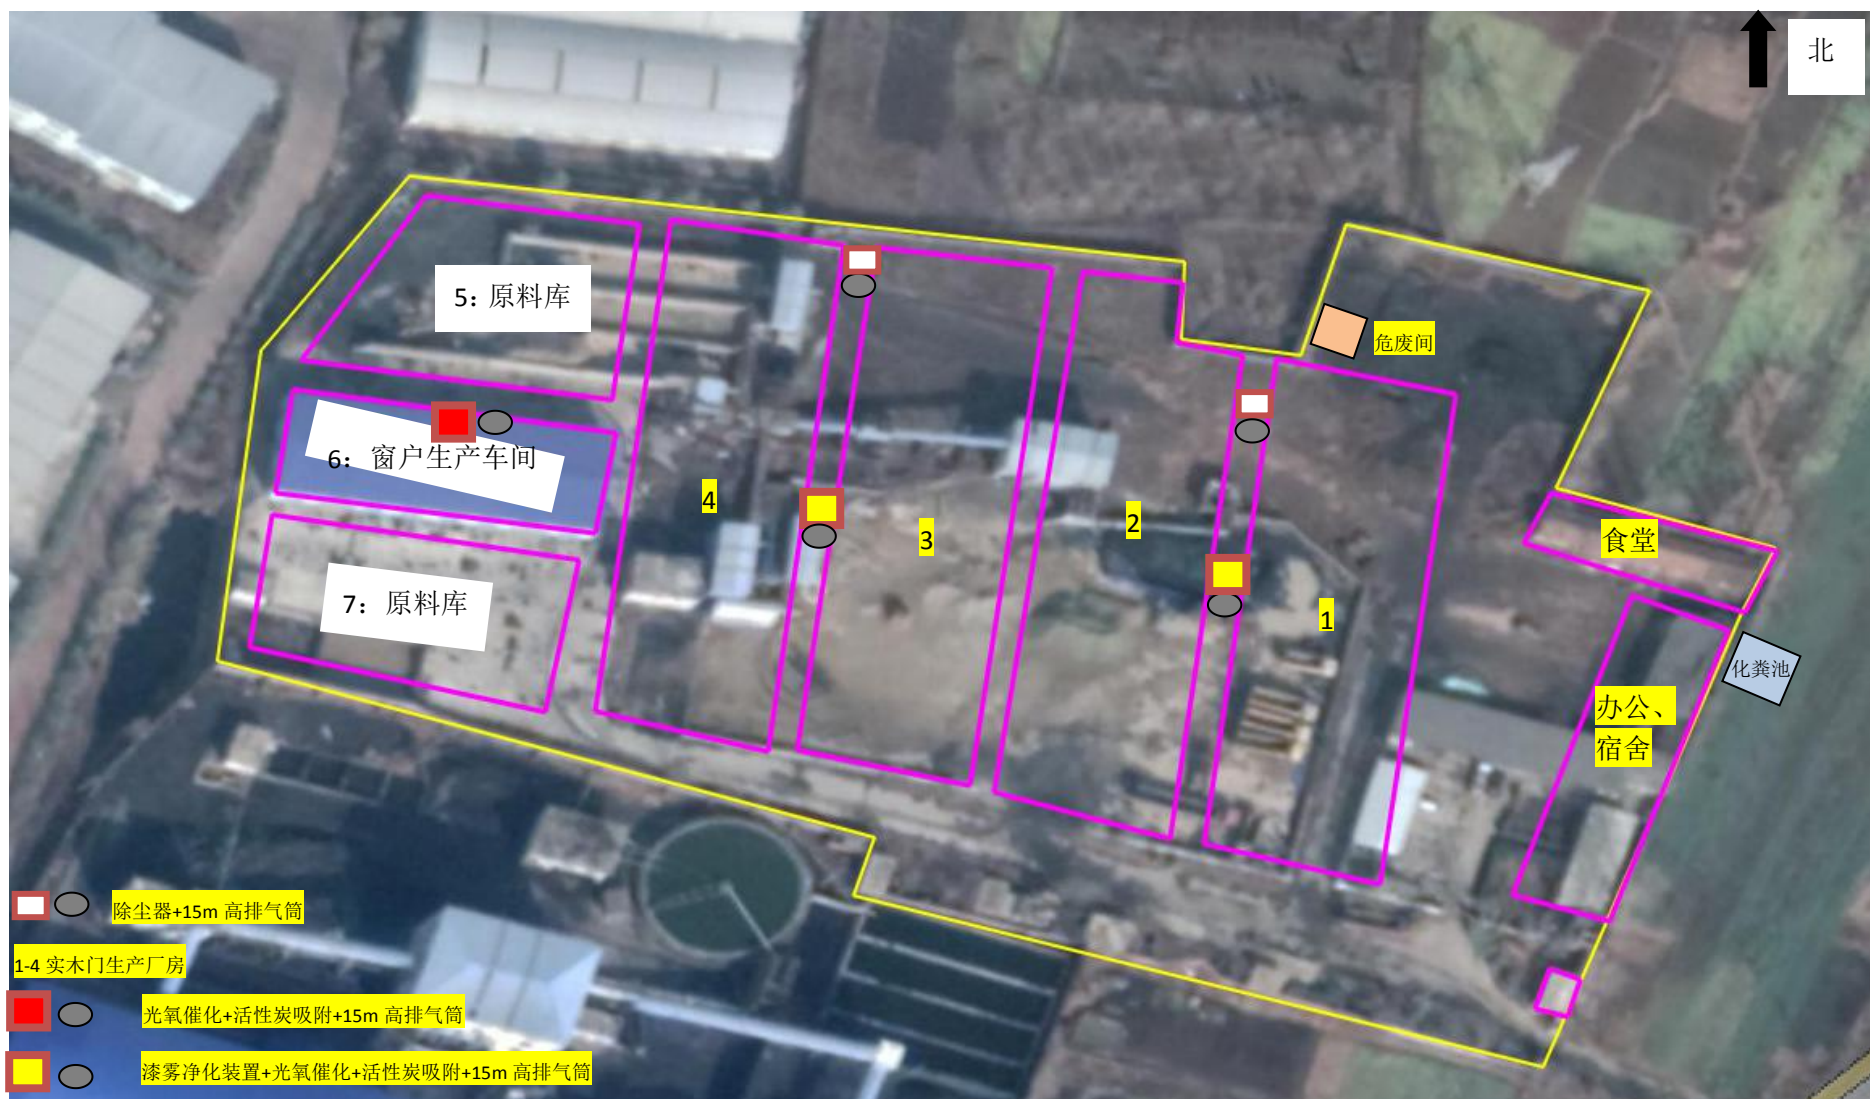 北
5：原料库
危废间
6：窗户生产车间
4
3
2
食堂
7：原料库
1
化粪池
办公、
宿舍
除尘器+15m 高排气筒
1-4 实木门生产厂房
光氧催化+活性炭吸附+15m 高排气筒
漆雾净化装置+光氧催化+活性炭吸附+15m 高排气筒